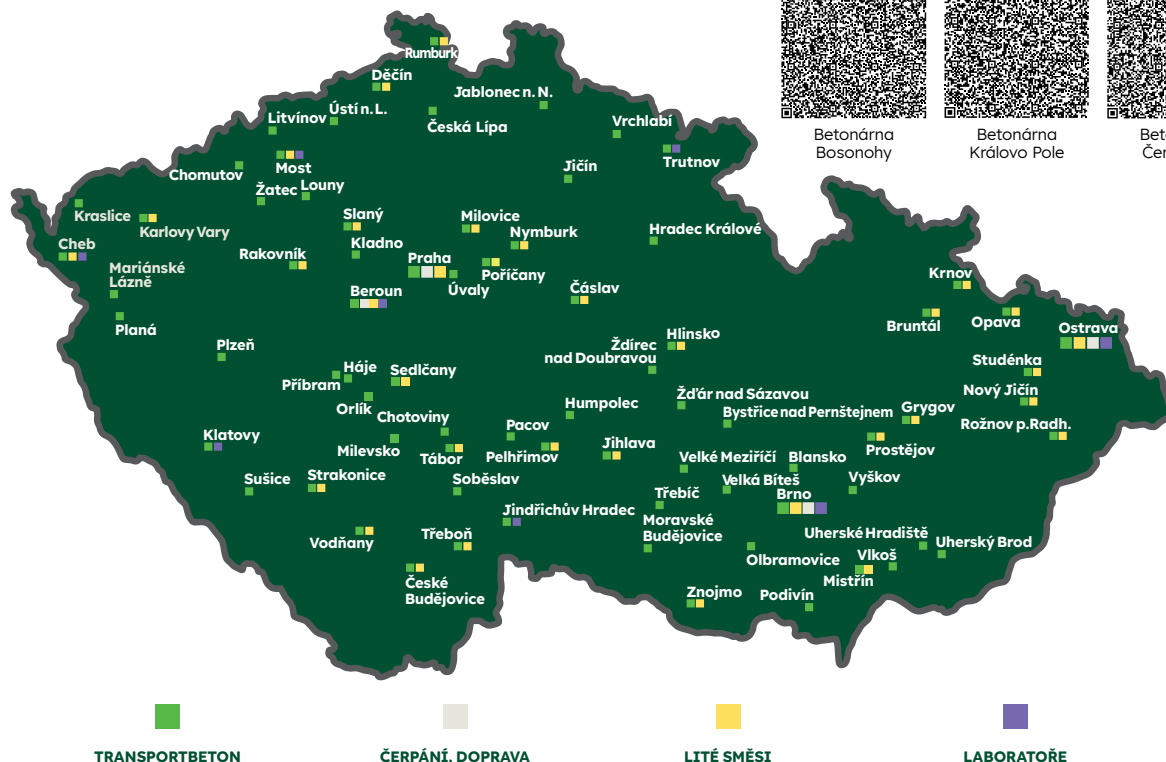 Betonárna
Bosonohy
Betonárna
Královo Pole
Rumburk
Děčín
Jablonec n. N.
Litvínov
Ústí n. L.
Česká Lípa
Vrchlabí
Most
Trutnov
Chomutov
Jičín
Žatec
Louny
Kraslice
Karlovy Vary
Slaný
Milovice
Hradec Králové
Cheb
Kladno
Nymburk
Rakovník
Praha
Poříčany
Mariánské
Lázně
Úvaly
Krnov
Beroun
Čáslav
Planá
Bruntál
Opava
Ostrava
Hlinsko
Plzeň
Ždírec
nad Doubravou
Studénka
Háje
Sedlčany
Příbram
Nový Jičín
Žďár nad Sázavou
Orlík
Humpolec
Bystřice nad Pernštejnem
Grygov
Chotoviny
Rožnov p.Radh.
Pacov
Klatovy
Jihlava
Milevsko
Tábor
Pelhřimov
Prostějov
Velké Meziříčí
Blansko
Sušice
Strakonice
Soběslav
Velká Bíteš
Vyškov
Třebíč
Brno
Jindřichův Hradec
Moravské
Budějovice
Vodňany
Třeboň
Uherské Hradiště
Uherský Brod
Olbramovice
Vlkoš
Mistřín
České
Budějovice
Znojmo
Podivín
TRANSPORTBETON
ČERPÁNÍ, DOPRAVA
LITÉ SMĚSI
LABORATOŘE